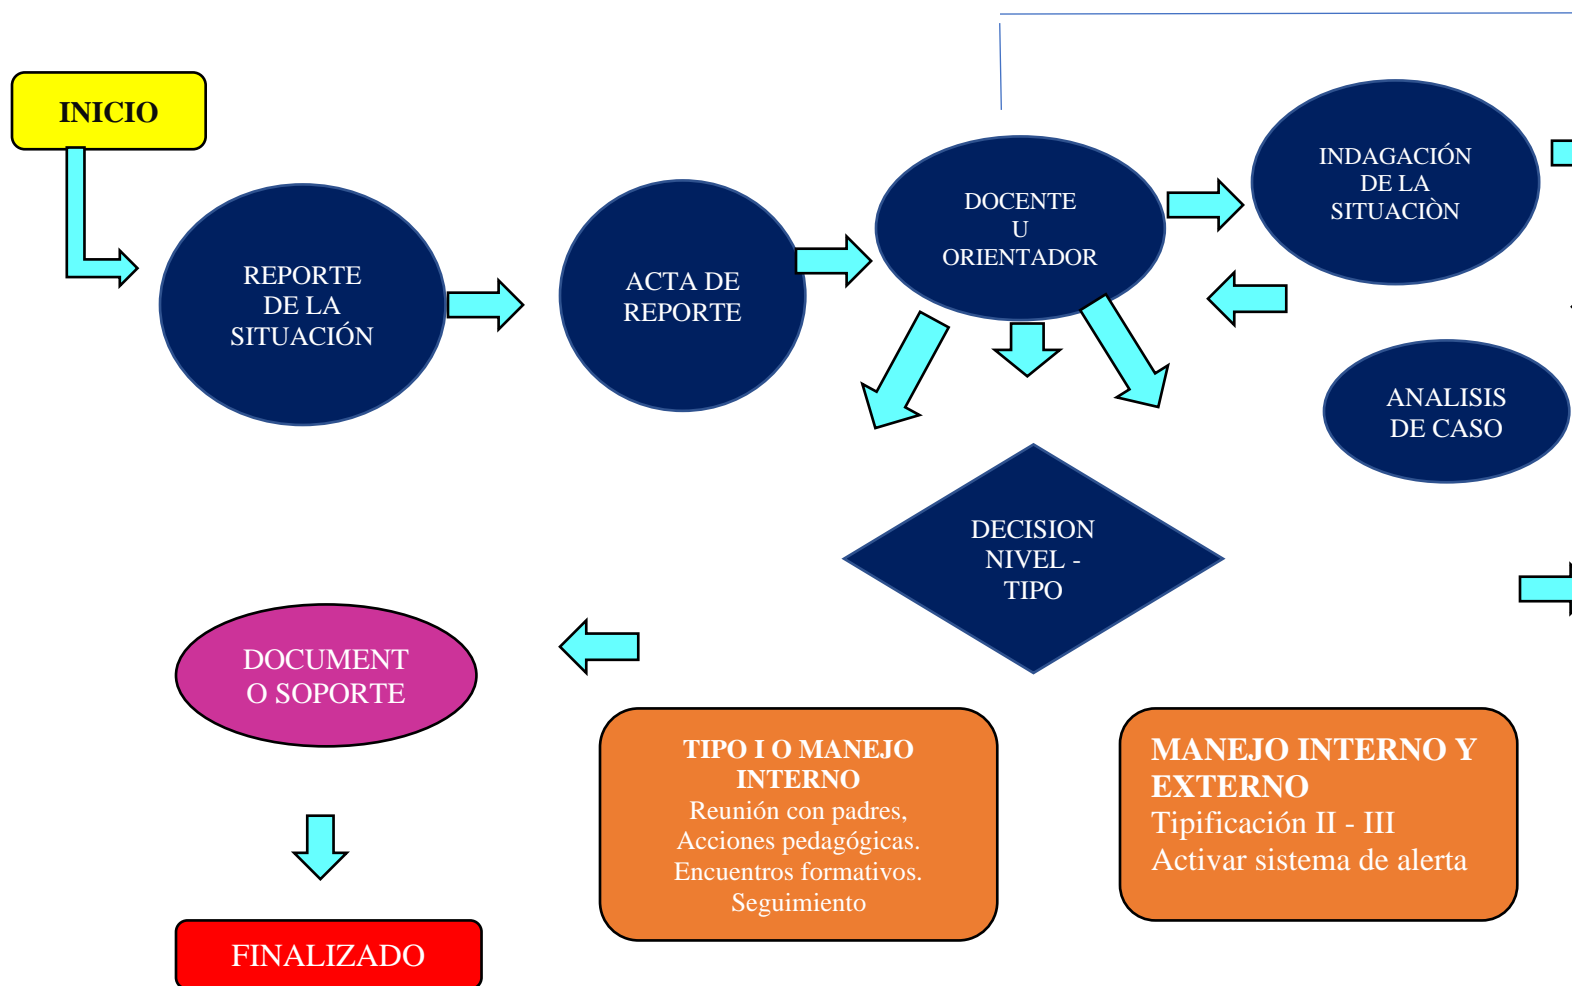 INICIO
REPORTE
DE LA
SITUACIÓN
ACTA DE
REPORTE
DOCENTE
U
ORIENTADOR
INDAGACIÓN
DE LA
SITUACIÒN
ANALISIS
DE CASO
DECISION
NIVEL -
TIPO
DOCUMENT
O SOPORTE
TIPO I O MANEJO
INTERNO
Reunión con padres,
Acciones pedagógicas.
Encuentros formativos.
Seguimiento
MANEJO INTERNO Y
EXTERNO
Tipificación II - III
Activar sistema de alerta
FINALIZADO